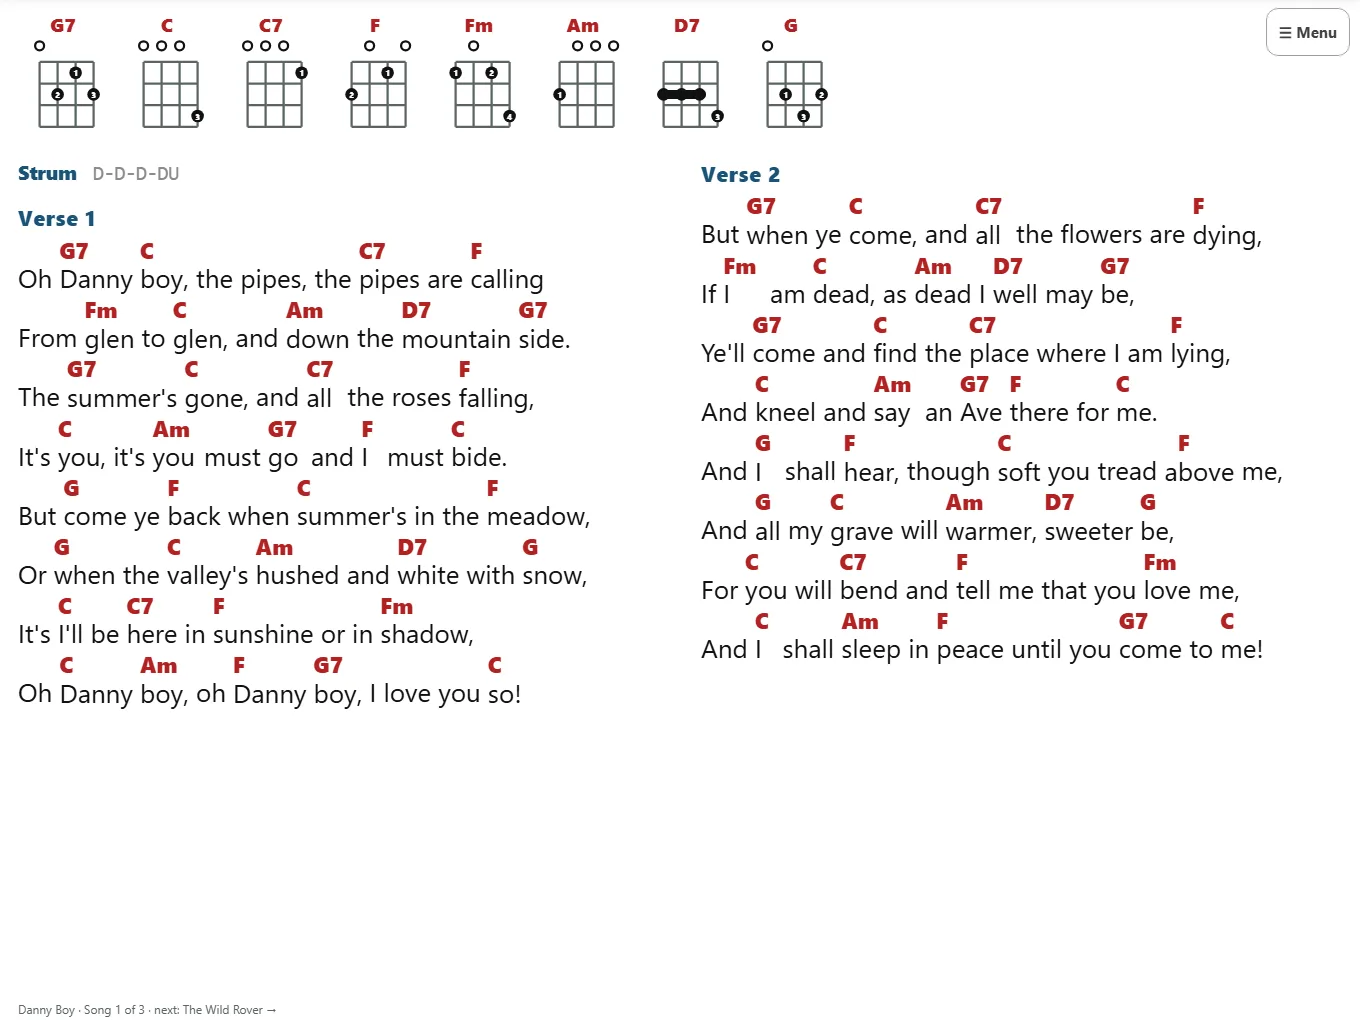 G7 C C7 F Fm Am D7 G
☰ Menu
Strum D-D-D-DU
Verse 1
G7 C C7 F
Oh Danny boy, the pipes, the pipes are calling
Fm C Am D7 G7
From glen to glen, and down the mountain side.
G7 C C7 F
The summer's gone, and all the roses falling,
C Am G7 F C
It's you, it's you must go and I must bide.
G F C F
But come ye back when summer's in the meadow,
G C Am D7 G
Or when the valley's hushed and white with snow,
C C7 F Fm
It's I'll be here in sunshine or in shadow,
C Am F G7 C
Oh Danny boy, oh Danny boy, I love you so!
Verse 2
G7 C C7 F
But when ye come, and all the flowers are dying,
Fm C Am D7 G7
If I am dead, as dead I well may be,
G7 C C7 F
Ye'll come and find the place where I am lying,
C Am G7 F C
And kneel and say an Ave there for me.
G F C F
And I shall hear, though soft you tread above me,
G C Am D7 G
And all my grave will warmer, sweeter be,
C C7 F Fm
For you will bend and tell me that you love me,
C Am F G7 C
And I shall sleep in peace until you come to me!
Danny Boy · Song 1 of 3 · next: The Wild Rover →